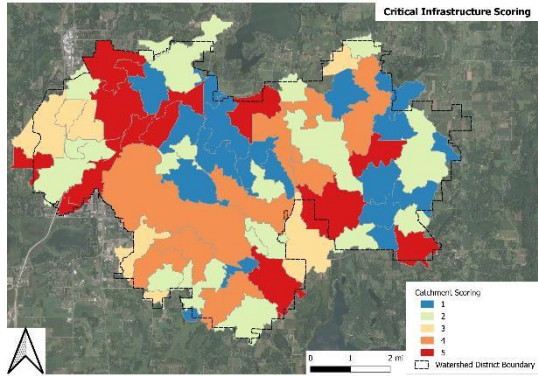 Critical Infrastructure Scoring
Catchment Scoring
1
2
3
4
5
Watershed District Boundary
0 1 2 mi